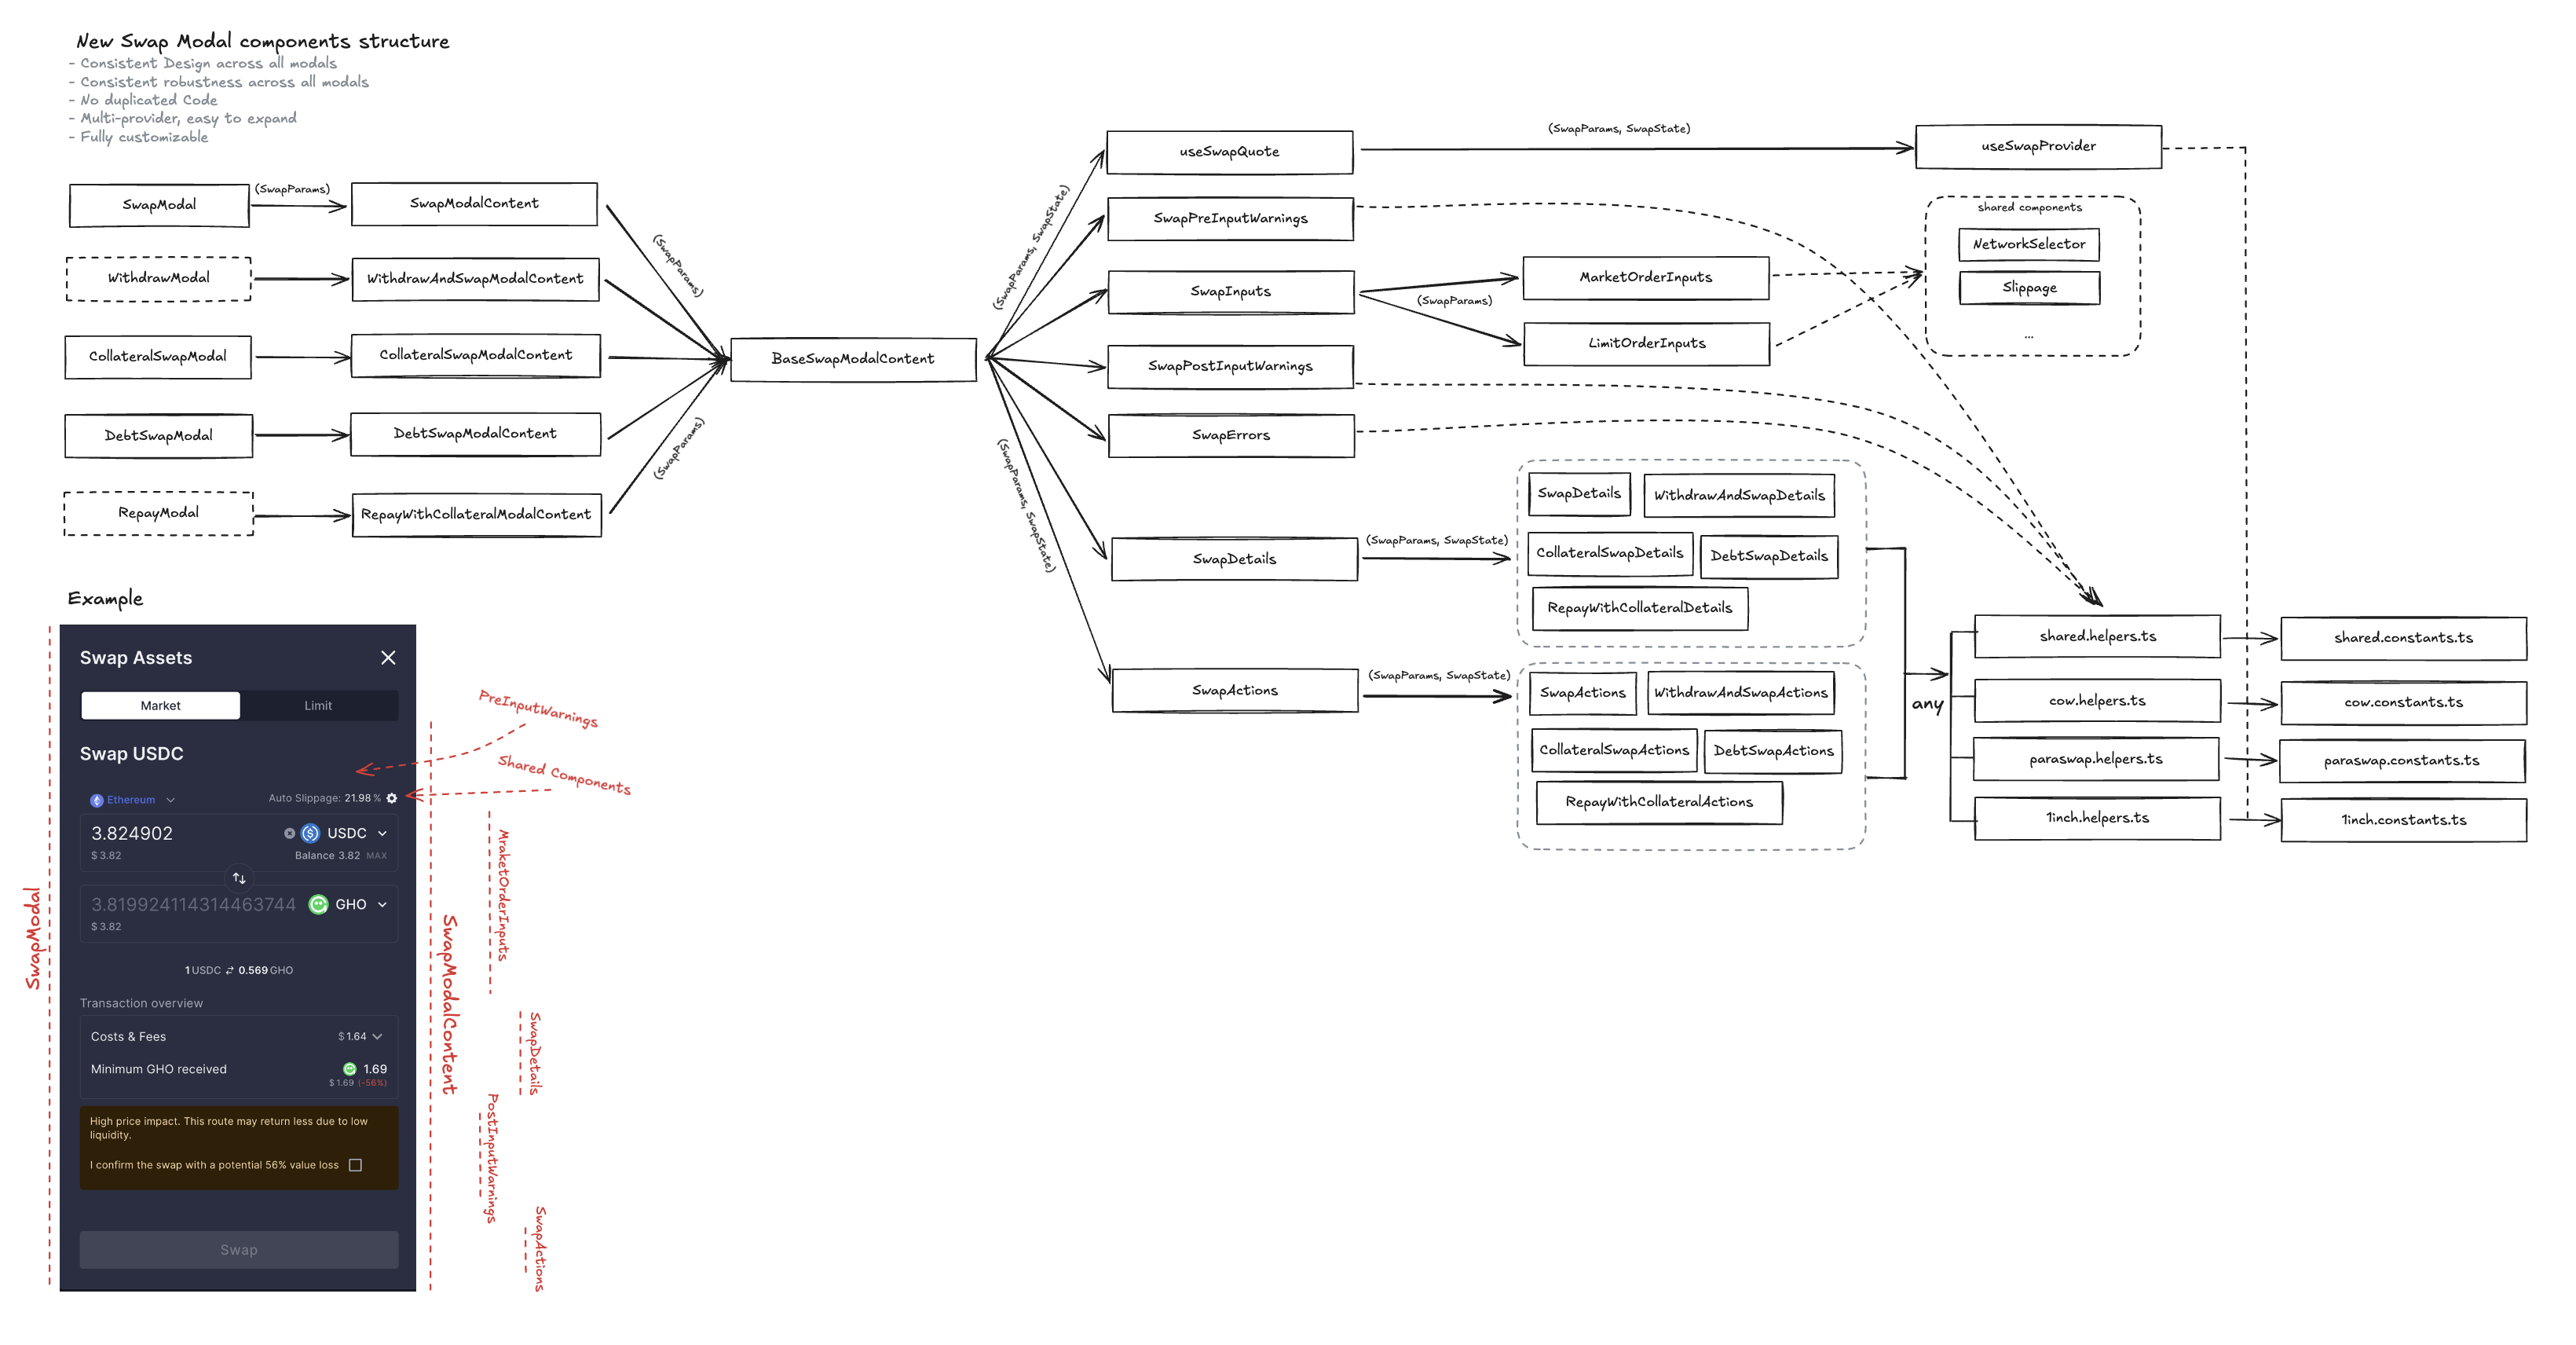 New Swap Modal components structure
- Consistent Design across all modals
- Consistent robustness across all modals
- No duplicated Code
- Multi-provider, easy to expand
- Fully customizable
SwapModal
(SwapParams)
SwapModalContent
WithdrawModal
WithdrawAndSwapModalContent
CollateralSwapModal
CollateralSwapModalContent
DebtSwapModal
DebtSwapModalContent
RepayModal
RepayWithCollateralModalContent
(SwapParams)
(SwapParams)
BaseSwapModalContent
(SwapParams, SwapState)
(SwapParams, SwapState)
useSwapQuote
(SwapParams, SwapState)
useSwapProvider
SwapPreInputWarnings
SwapInputs
(SwapParams)
MarketOrderInputs
LimitOrderInputs
shared components
NetworkSelector
Slippage
...
SwapPostInputWarnings
SwapErrors
SwapDetails
(SwapParams, SwapState)
SwapDetails
WithdrawAndSwapDetails
CollateralSwapDetails
DebtSwapDetails
RepayWithCollateralDetails
SwapActions
(SwapParams, SwapState)
SwapActions
WithdrawAndSwapActions
CollateralSwapActions
DebtSwapActions
RepayWithCollateralActions
any
shared.helpers.ts
shared.constants.ts
cow.helpers.ts
cow.constants.ts
paraswap.helpers.ts
paraswap.constants.ts
1inch.helpers.ts
1inch.constants.ts
Example
SwapModal
Swap Assets
Market
Limit
Swap USDC
Ethereum
Auto Slippage: 21.98 %
3.824902
USDC
$ 3.82
Balance 3.82 MAX
3.819924114314463744
GHO
$ 3.82
1 USDC ⇄ 0.569 GHO
Transaction overview
Costs & Fees
$ 1.64
Minimum GHO received
1.69
$ 1.69 (-56%)
High price impact. This route may return less due to low
liquidity.
I confirm the swap with a potential 56% value loss
Swap
PreInputWarnings
Shared Components
SwapModalContent
MraketOrderInputs
SwapDetails
PostInputWarnings
SwapActions